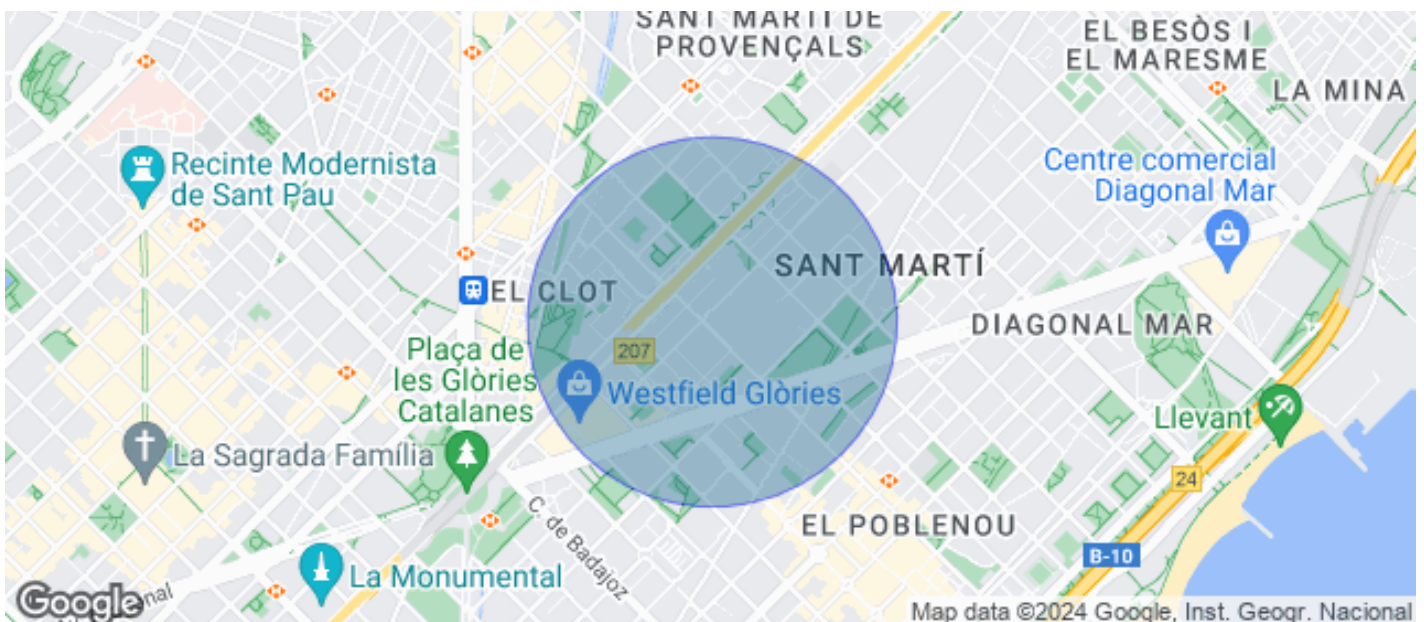 SANT MARTÍ DE
PROVENÇALS
EL BESÒS I
EL MARESME
LA MINA
Recinte Modernista
de Sant Pau
Centre comercial
Diagonal Mar
SANT MARTÍ
EL CLOT
DIAGONAL MAR
Plaça de
les Glòries
Catalanes
207
Westfield Glòries
Llevant
La Sagrada Família
24
C. de Badajoz
EL POBLENOU
B-10
La Monumental
Google
Map data ©2024 Google, Inst. Geogr. Nacional